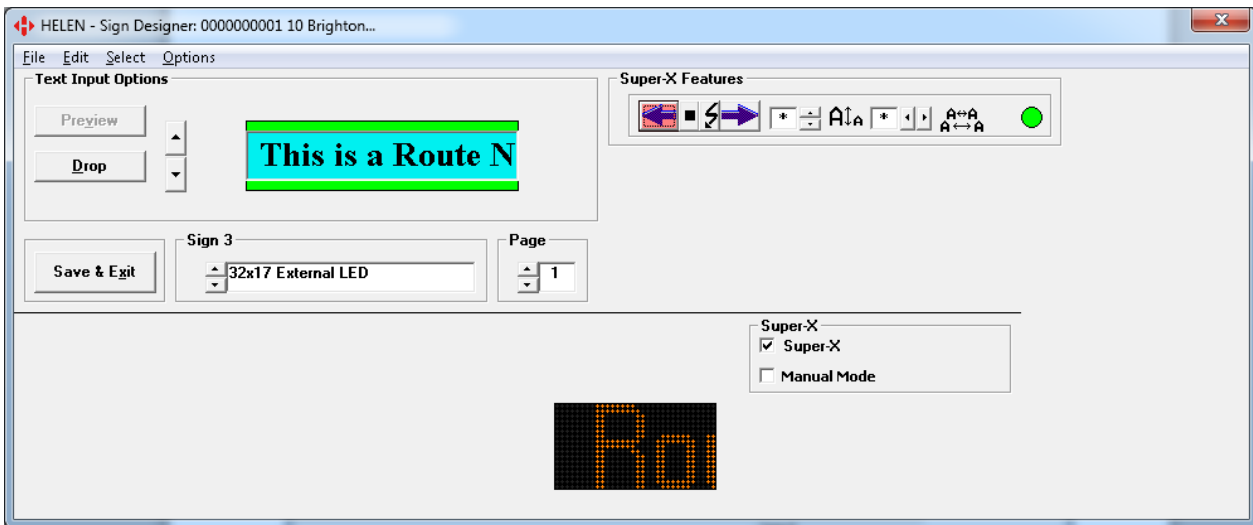 HELEN - Sign Designer: 0000000001 10 Brighton...
File Edit Select Options
Text Input Options
Preview
Drop
This is a Route N
Super-X Features
* A A * A A A A
Save & Exit
Sign 3
32x17 External LED
Page
1
Super-X
Super-X
Manual Mode
Rou